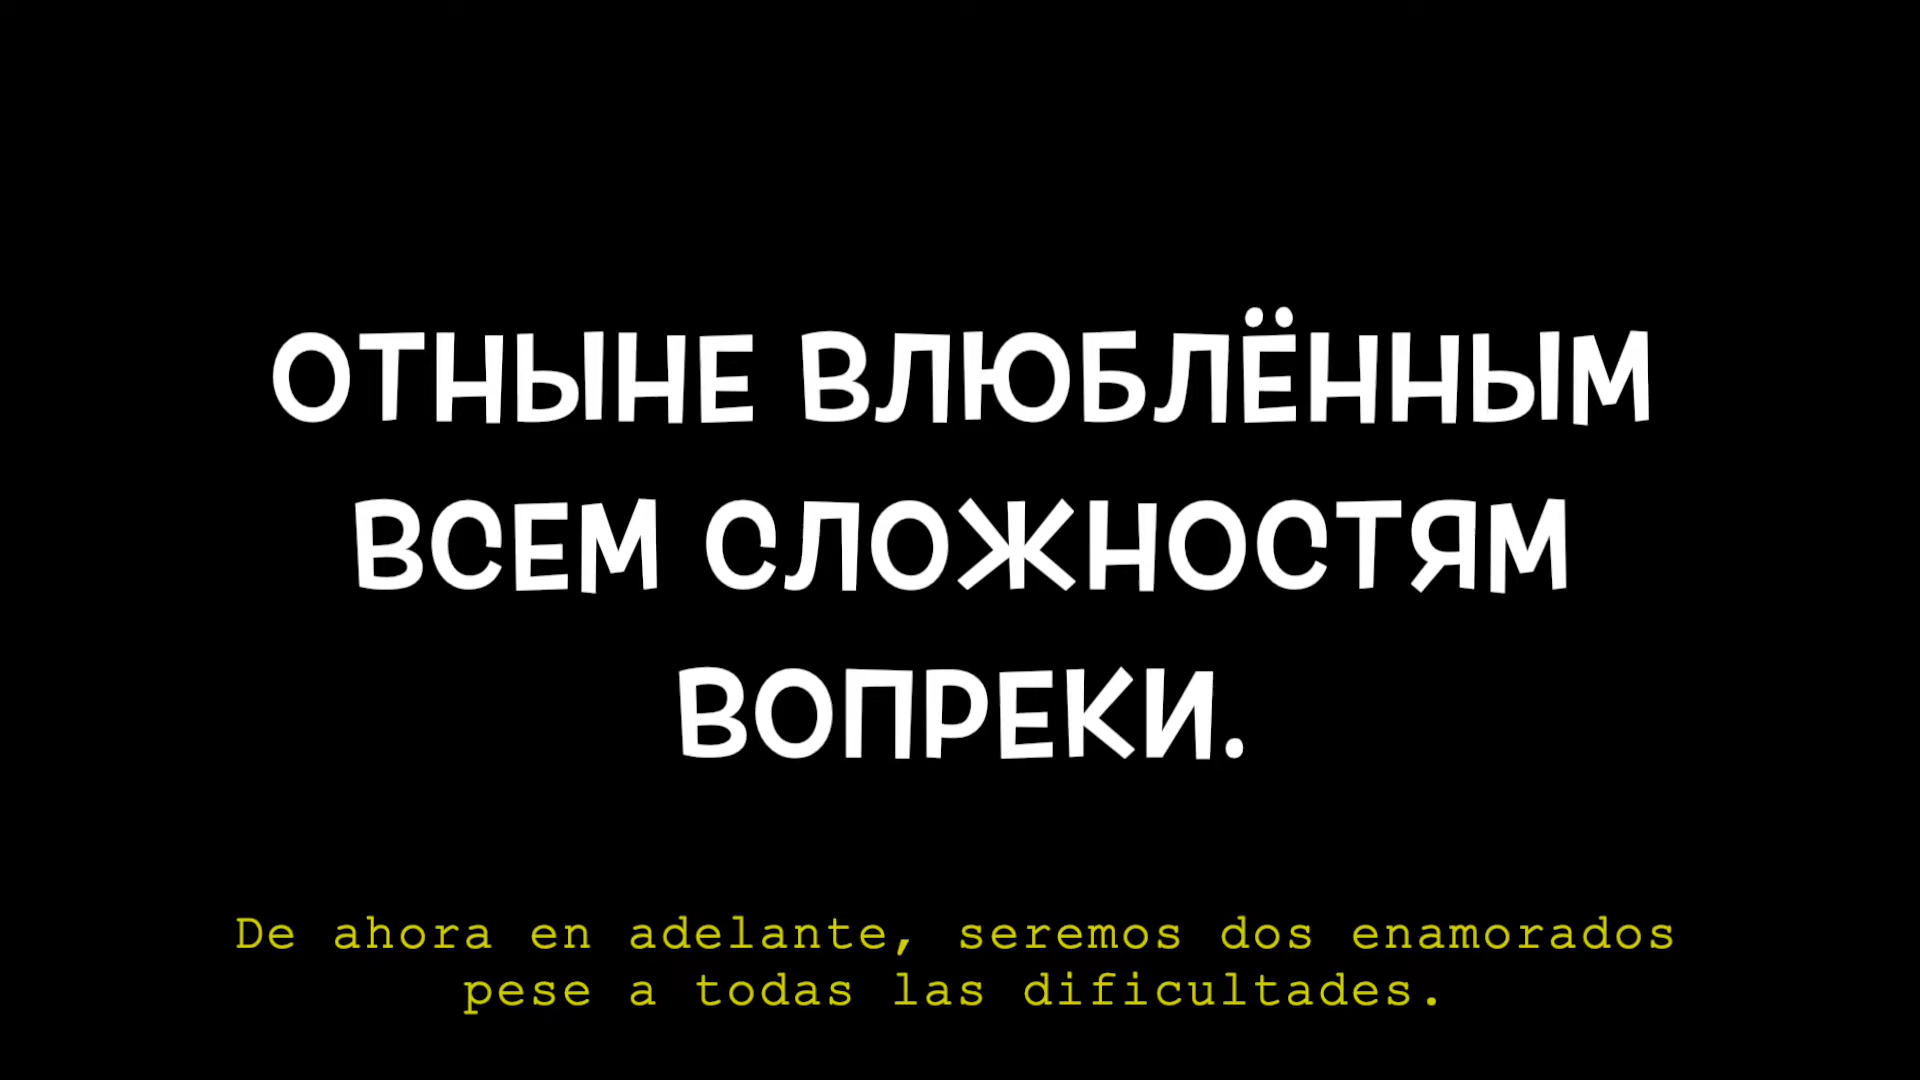 ОТНЫНЕ ВЛЮБЛЁННЫМ
ВСЕМ СЛОЖНОСТЯМ
ВОПРЕКИ.
De ahora en adelante, seremos dos enamorados
pese a todas las dificultades.